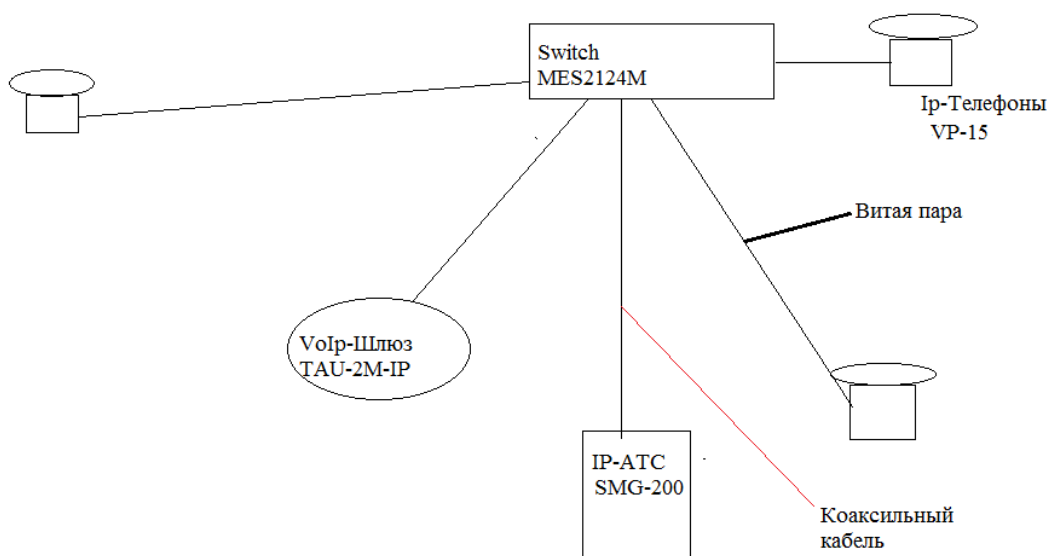 Switch
MES2124M
Ip-Телефоны
VP-15
Витая пара
VoIp-Шлюз
TAU-2M-IP
IP-АТС
SMG-200
Коаксильный
кабель